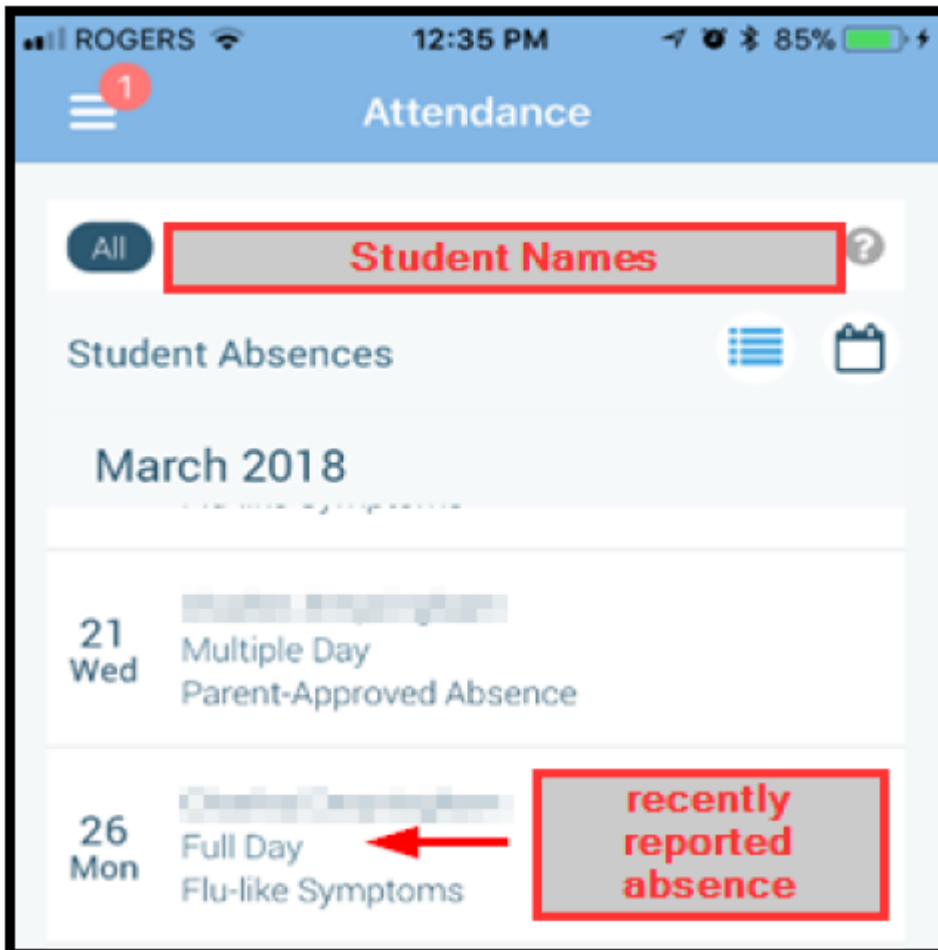 ROGERS 12:35 PM 85%
1
Attendance
All Student Names ?
Student Absences
March 2018
21 Multiple Day
Wed Parent-Approved Absence
26 Full Day
Mon Flu-like Symptoms
recently
reported
absence